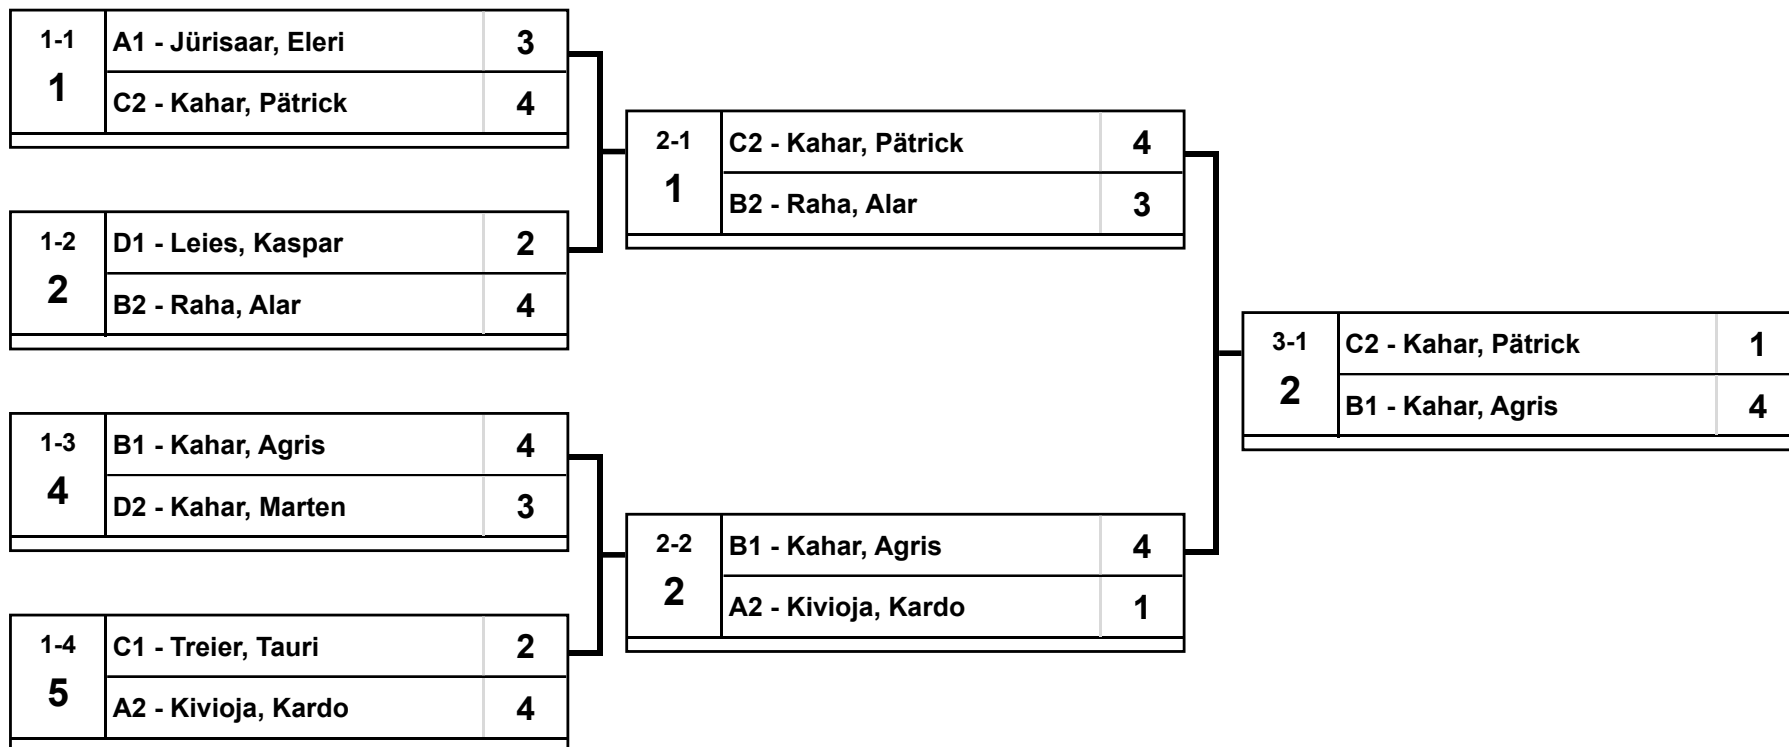 1-1 A1 - Jürisaar, Eleri 3
1 C2 - Kahar, Pätrick 4
1-2 D1 - Leies, Kaspar 2
2 B2 - Raha, Alar 4
1-3 B1 - Kahar, Agris 4
4 D2 - Kahar, Marten 3
1-4 C1 - Treier, Tauri 2
5 A2 - Kivioja, Kardo 4
2-1 C2 - Kahar, Pätrick 4
1 B2 - Raha, Alar 3
2-2 B1 - Kahar, Agris 4
2 A2 - Kivioja, Kardo 1
3-1 C2 - Kahar, Pätrick 1
2 B1 - Kahar, Agris 4